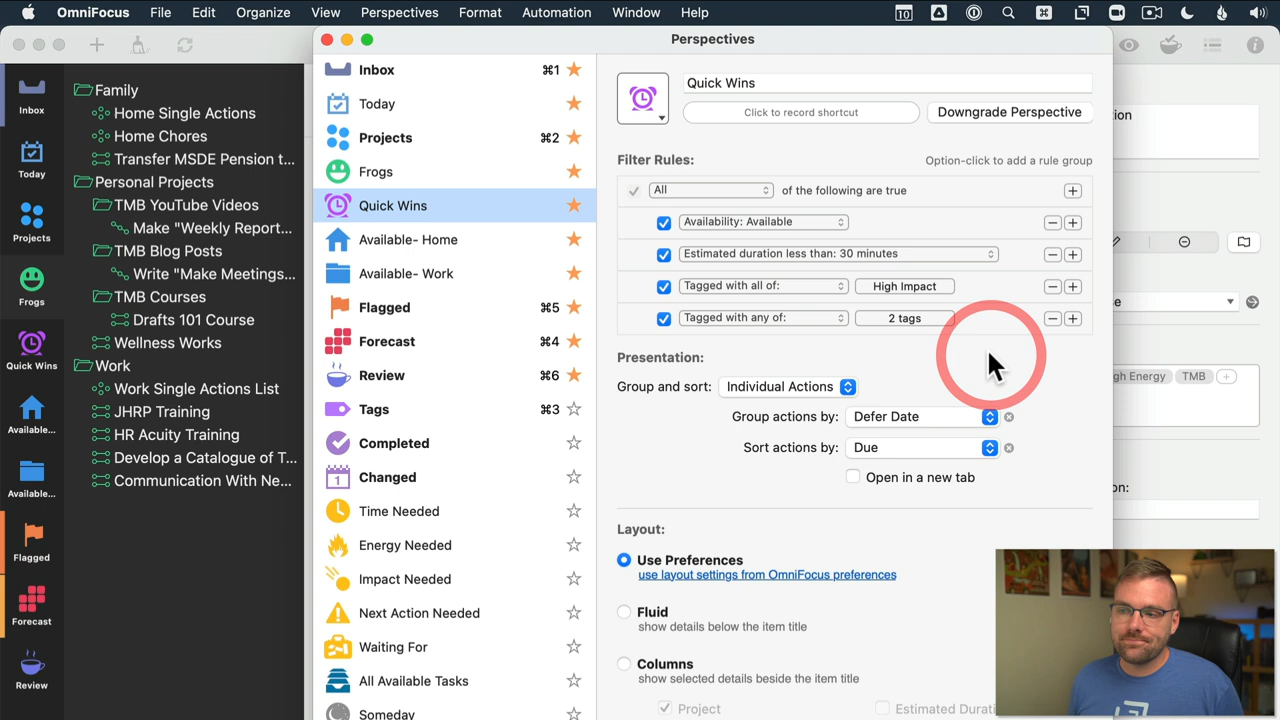 OmniFocus File Edit Organize View Perspectives Format Automation Window Help
10
Perspectives
Inbox
Today
Projects
Frogs
Quick Wins
Available...
Available...
Flagged
Forecast
Review
Family
Home Single Actions
Home Chores
Transfer MSDE Pension t...
Personal Projects
TMB YouTube Videos
Make "Weekly Report...
TMB Blog Posts
Write "Make Meetings...
TMB Courses
Drafts 101 Course
Wellness Works
Work
Work Single Actions List
JHRP Training
HR Acuity Training
Develop a Catalogue of T...
Communication With Ne...
Inbox ⌘1
Today
Projects ⌘2
Frogs
Quick Wins
Available- Home
Available- Work
Flagged ⌘5
Forecast ⌘4
Review ⌘6
Tags ⌘3
Completed
1 Changed
Time Needed
Energy Needed
Impact Needed
Next Action Needed
Waiting For
All Available Tasks
Someday
Quick Wins
Click to record shortcut Downgrade Perspective
Filter Rules: Option-click to add a rule group
All of the following are true
Availability: Available
Estimated duration less than: 30 minutes
Tagged with all of: High Impact
Tagged with any of: 2 tags
Presentation:
Group and sort: Individual Actions
Group actions by: Defer Date
Sort actions by: Due
Open in a new tab
Layout:
Use Preferences
use layout settings from OmniFocus preferences
Fluid
show details below the item title
Columns
show selected details beside the item title
Project Estimated Durati
ion
e
gh Energy TMB
on: